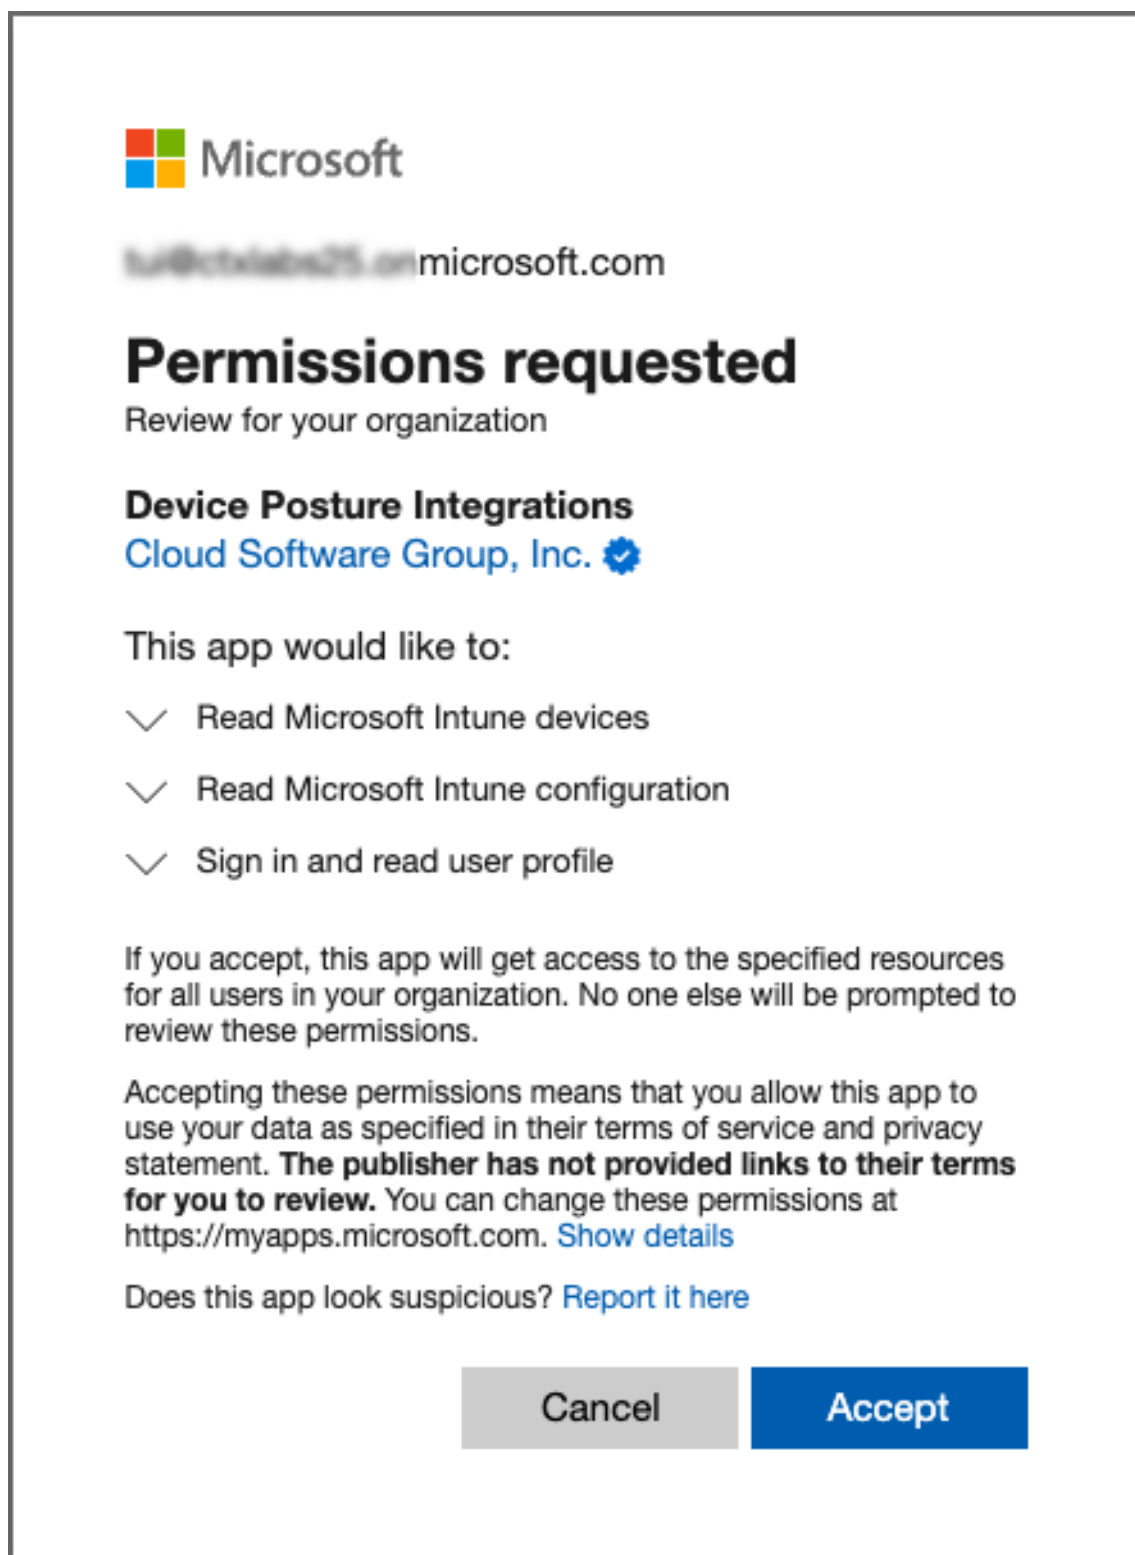 Microsoft
microsoft.com
Permissions requested
Review for your organization
Device Posture Integrations
Cloud Software Group, Inc.
This app would like to:
Read Microsoft Intune devices
Read Microsoft Intune configuration
Sign in and read user profile
If you accept, this app will get access to the specified resources
for all users in your organization. No one else will be prompted to
review these permissions.
Accepting these permissions means that you allow this app to
use your data as specified in their terms of service and privacy
statement. The publisher has not provided links to their terms
for you to review. You can change these permissions at
https://myapps.microsoft.com. Show details
Does this app look suspicious? Report it here
Cancel Accept